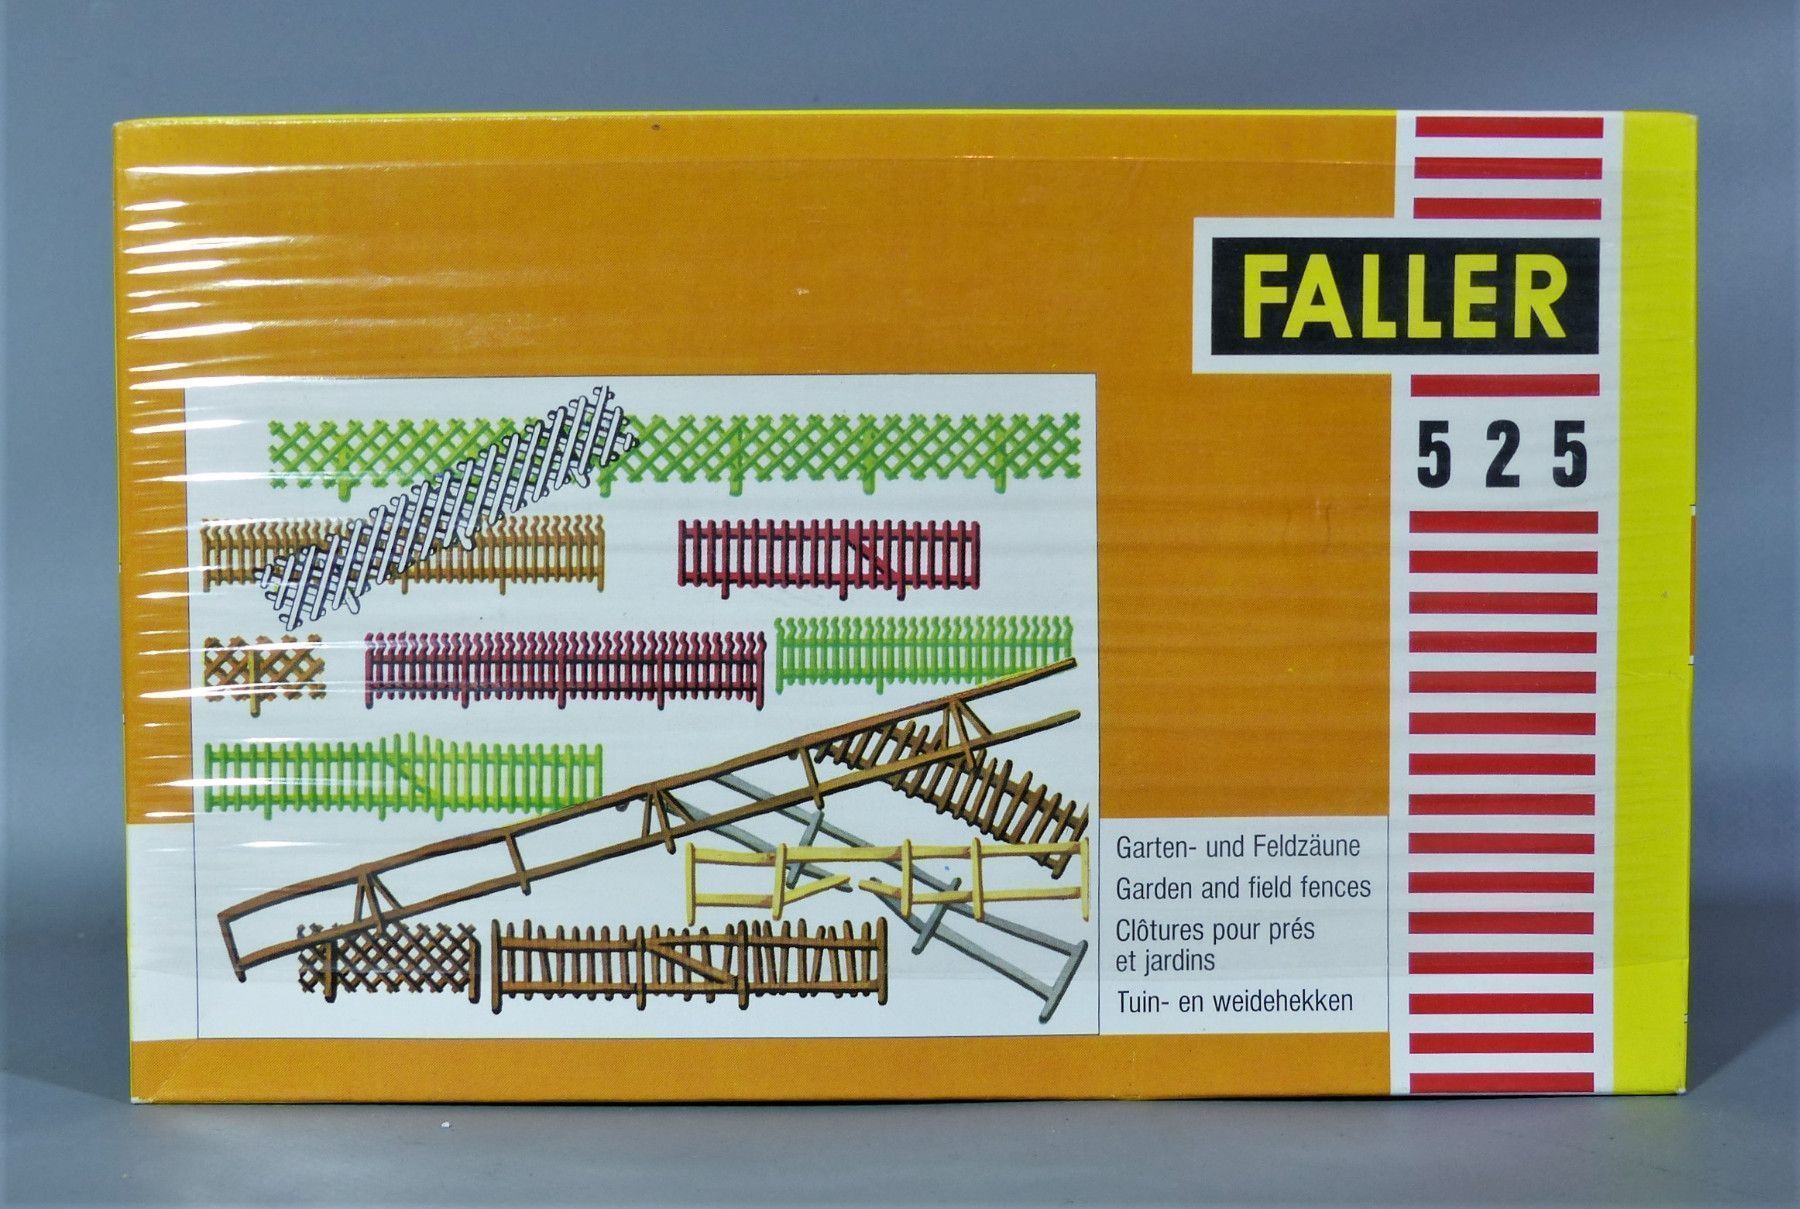 FALLER
525
Garten- und Feldzäune
Garden and field fences
Clôtures pour prés
et jardins
Tuin- en weidehekken